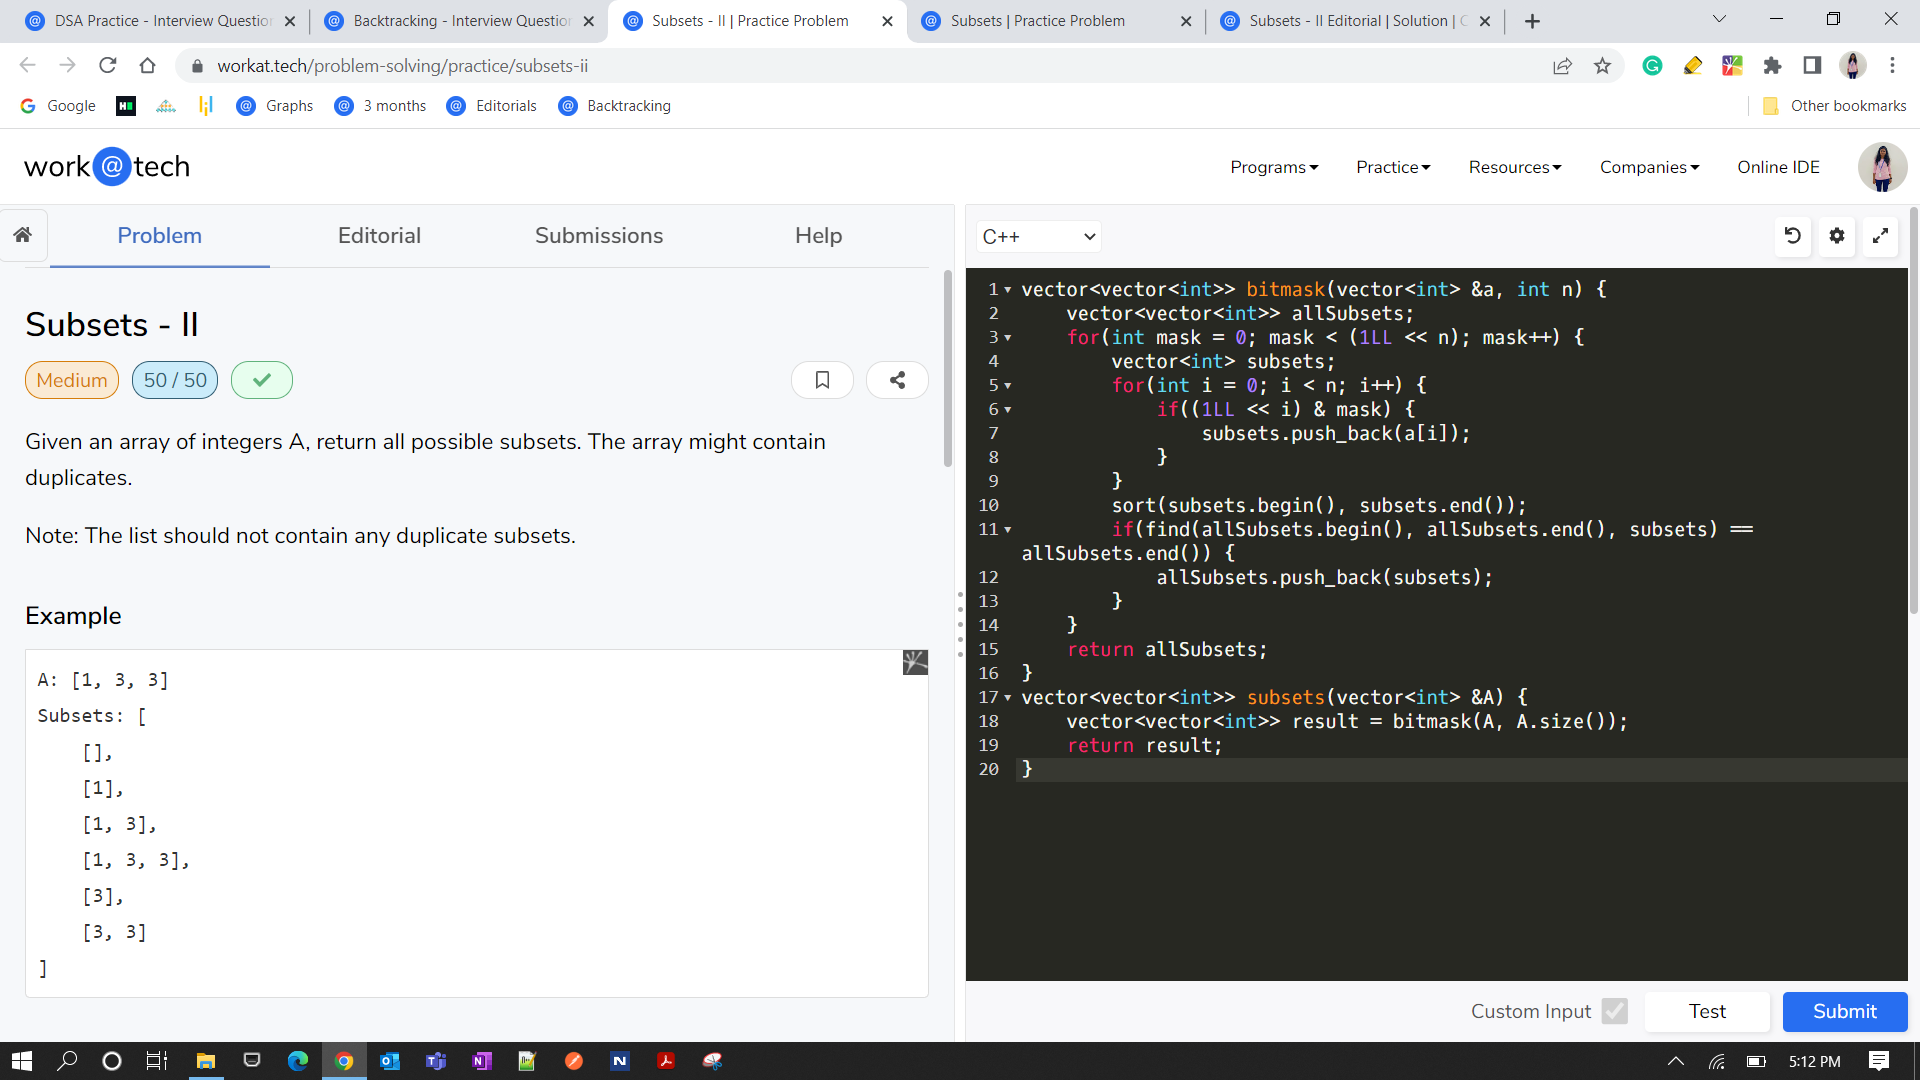 DSA Practice - Interview Question
Backtracking - Interview Question
Subsets - II | Practice Problem
Subsets | Practice Problem
Subsets - II Editorial | Solution | C
workat.tech/problem-solving/practice/subsets-ii
Google
Graphs
3 months
Editorials
Backtracking
Other bookmarks
work@tech
Programs
Practice
Resources
Companies
Online IDE
Problem
Editorial
Submissions
Help
C++
Subsets - II
Medium
50 / 50
Given an array of integers A, return all possible subsets. The array might contain
duplicates.
Note: The list should not contain any duplicate subsets.
Example
A: [1, 3, 3]
Subsets: [
[],
[1],
[1, 3],
[1, 3, 3],
[3],
[3, 3]
]
1 vector<vector<int>> bitmask(vector<int> &a, int n) {
2 vector<vector<int>> allSubsets;
3 for(int mask = 0; mask < (1LL << n); mask++) {
4 vector<int> subsets;
5 for(int i = 0; i < n; i++) {
6 if((1LL << i) & mask) {
7 subsets.push_back(a[i]);
8 }
9 }
10 sort(subsets.begin(), subsets.end());
11 if(find(allSubsets.begin(), allSubsets.end(), subsets) ==
allSubsets.end()) {
12 allSubsets.push_back(subsets);
13 }
14 }
15 return allSubsets;
16 }
17 vector<vector<int>> subsets(vector<int> &A) {
18 vector<vector<int>> result = bitmask(A, A.size());
19 return result;
20 }
Custom Input
Test
Submit
5:12 PM